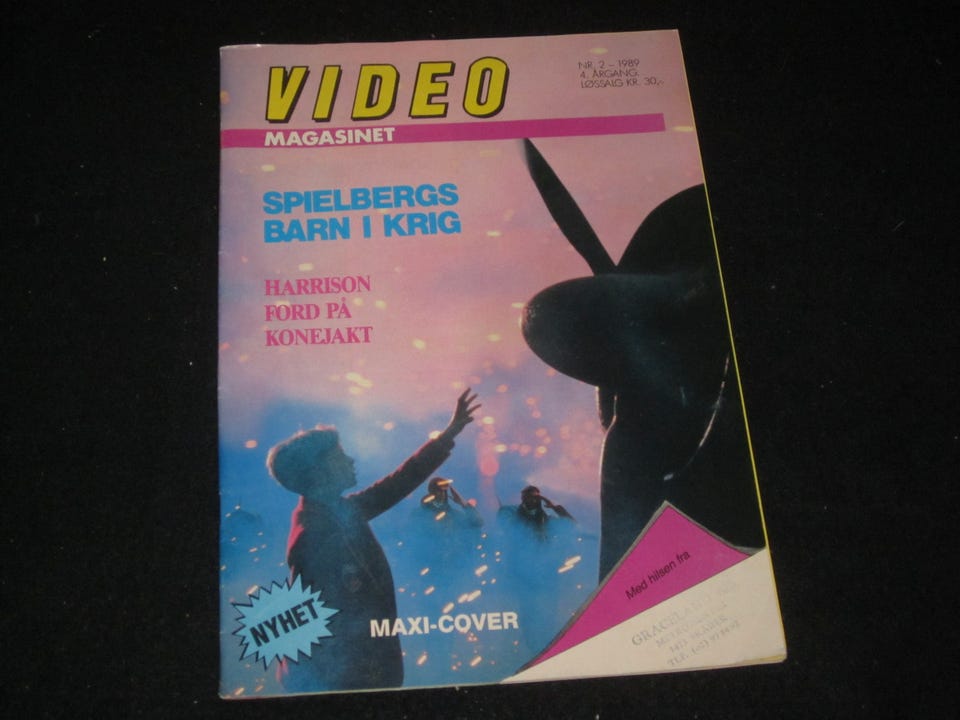 VIDEO
MAGASINET
NR. 2 - 1989
4. ÅRGANG.
LØSSALG KR. 30,-
SPIELBERGS
BARN I KRIG
HARRISON
FORD PÅ
KONEJAKT
NYHET
MAXI-COVER
Med hilsen fra